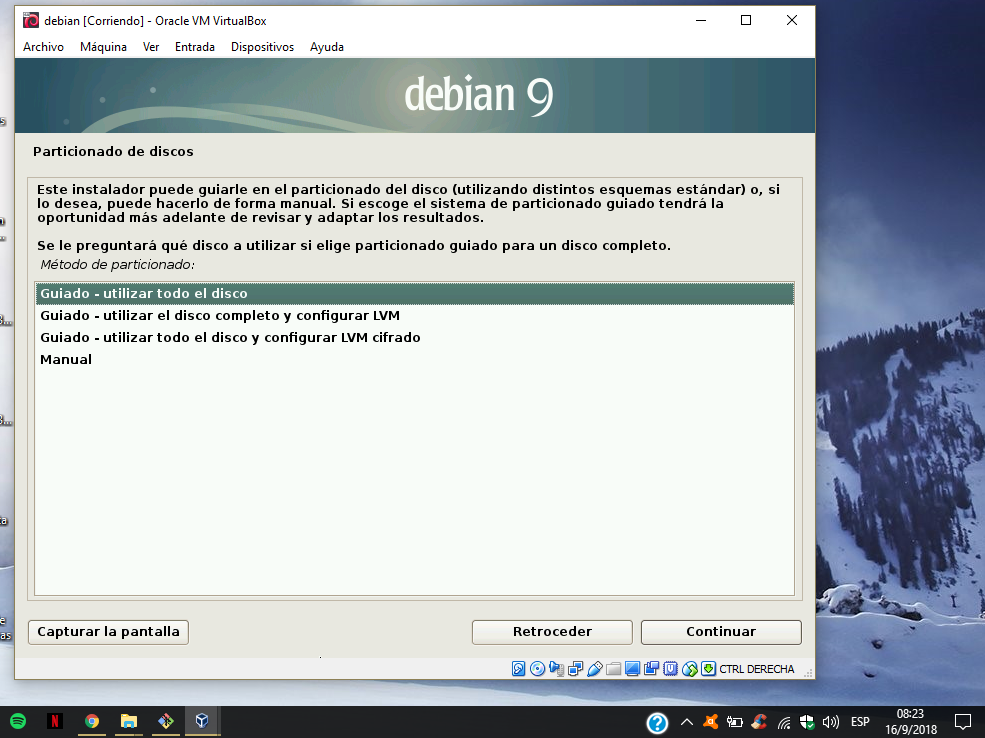 debian [Corriendo] - Oracle VM VirtualBox
Archivo Máquina Ver Entrada Dispositivos Ayuda
debian 9
Particionado de discos
Este instalador puede guiarle en el particionado del disco (utilizando distintos esquemas estándar) o, si
lo desea, puede hacerlo de forma manual. Si escoge el sistema de particionado guiado tendrá la
oportunidad más adelante de revisar y adaptar los resultados.
Se le preguntará qué disco a utilizar si elige particionado guiado para un disco completo.
Método de particionado:
Guiado - utilizar todo el disco
Guiado - utilizar el disco completo y configurar LVM
Guiado - utilizar todo el disco y configurar LVM cifrado
Manual
Capturar la pantalla Retroceder Continuar
CTRL DERECHA
ESP
08:23
16/9/2018